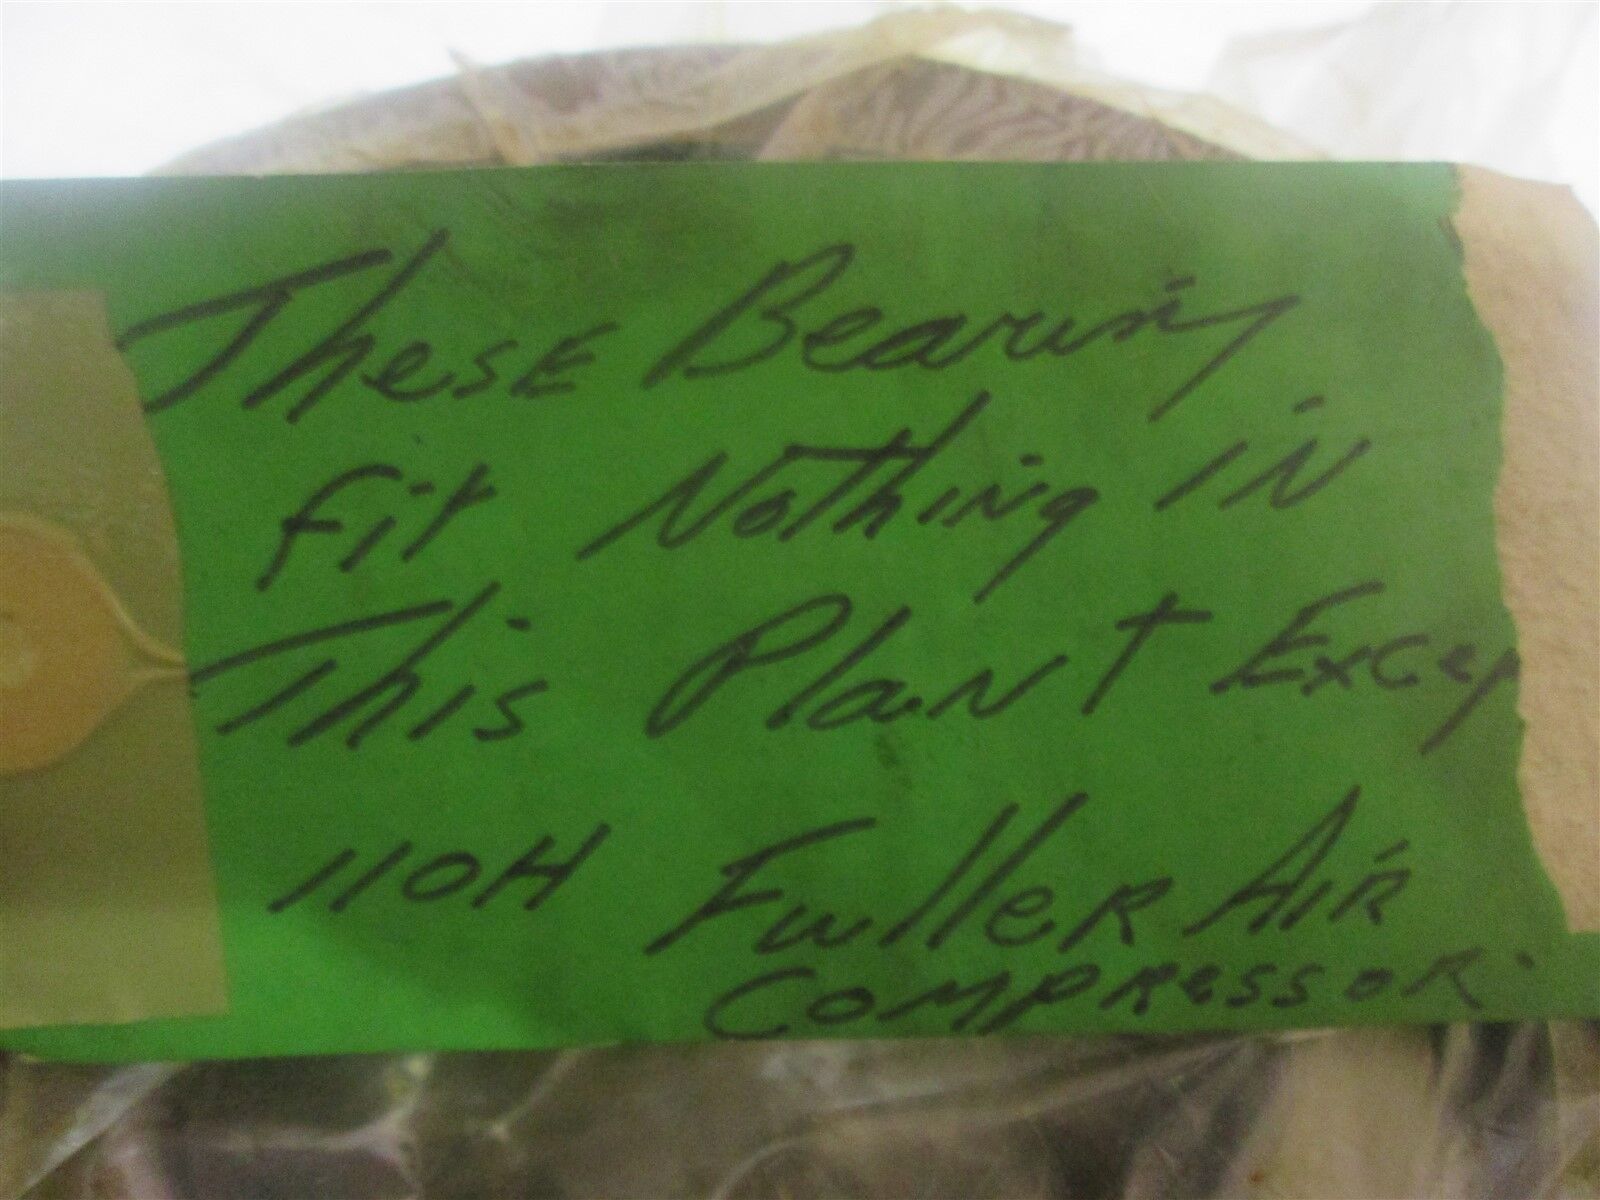 These Bearing
fit Nothing in
This Plant Excep
110H Fuller Air
Compressor.